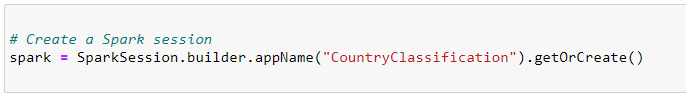 # Create a Spark session
spark = SparkSession.builder.appName("CountryClassification").getOrCreate()